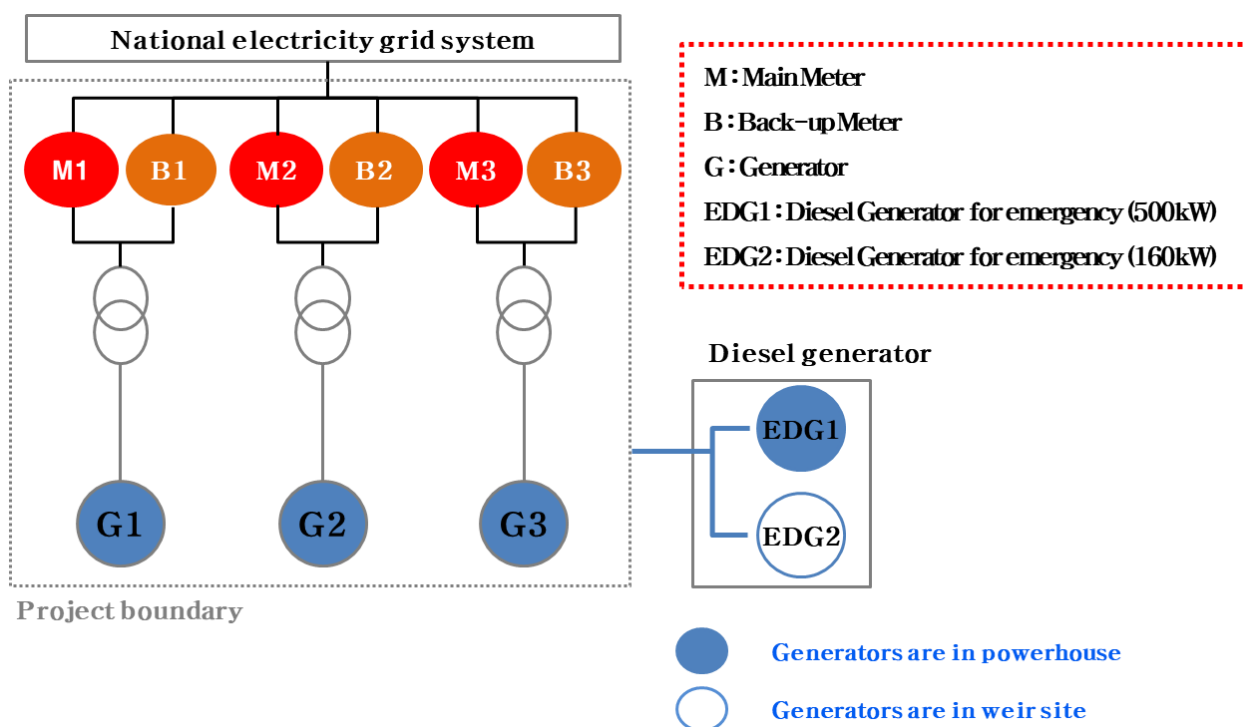 National electricity grid system
M : Main Meter
B : Back-up Meter
G : Generator
EDG1 : Diesel Generator for emergency (500kW)
EDG2 : Diesel Generator for emergency (160kW)
M1 B1 M2 B2 M3 B3
Diesel generator
EDG1
EDG2
G1 G2 G3
Project boundary
Generators are in powerhouse
Generators are in weir site